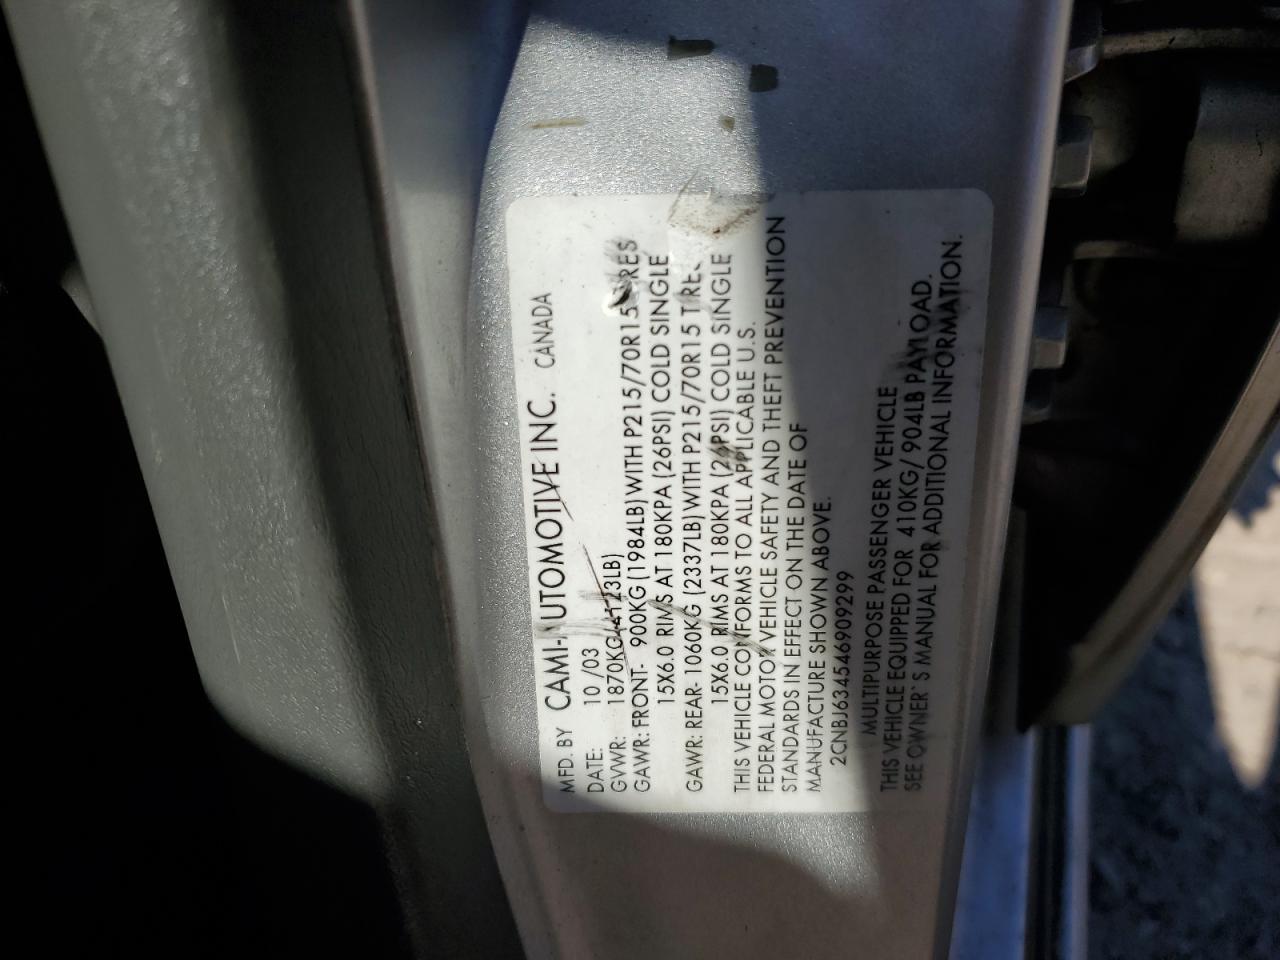 MFD. BY CAMI-AUTOMOTIVE INC. CANADA
DATE: 10 /03
GVWR: 1870KG(4123LB)
GAWR: FRONT- 900KG(1984LB)WITH P215/70R15 TIRES
15X6.0 RIMS AT 180KPA (26PSI) COLD SINGLE
GAWR: REAR- 1060KG (2337LB)WITH P215/70R15 TIRES
15X6.0 RIMS AT 180KPA (26PSI) COLD SINGLE
THIS VEHICLE CONFORMS TO ALL APPLICABLE U.S.
FEDERAL MOTOR VEHICLE SAFETY AND THEFT PREVENTION
STANDARDS IN EFFECT ON THE DATE OF
MANUFACTURE SHOWN ABOVE.
2CNBJ634546909299
MULTIPURPOSE PASSENGER VEHICLE
THIS VEHICLE EQUIPPED FOR 410KG/ 904LB PAYLOAD.
SEE OWNER`S MANUAL FOR ADDITIONAL INFORMATION.